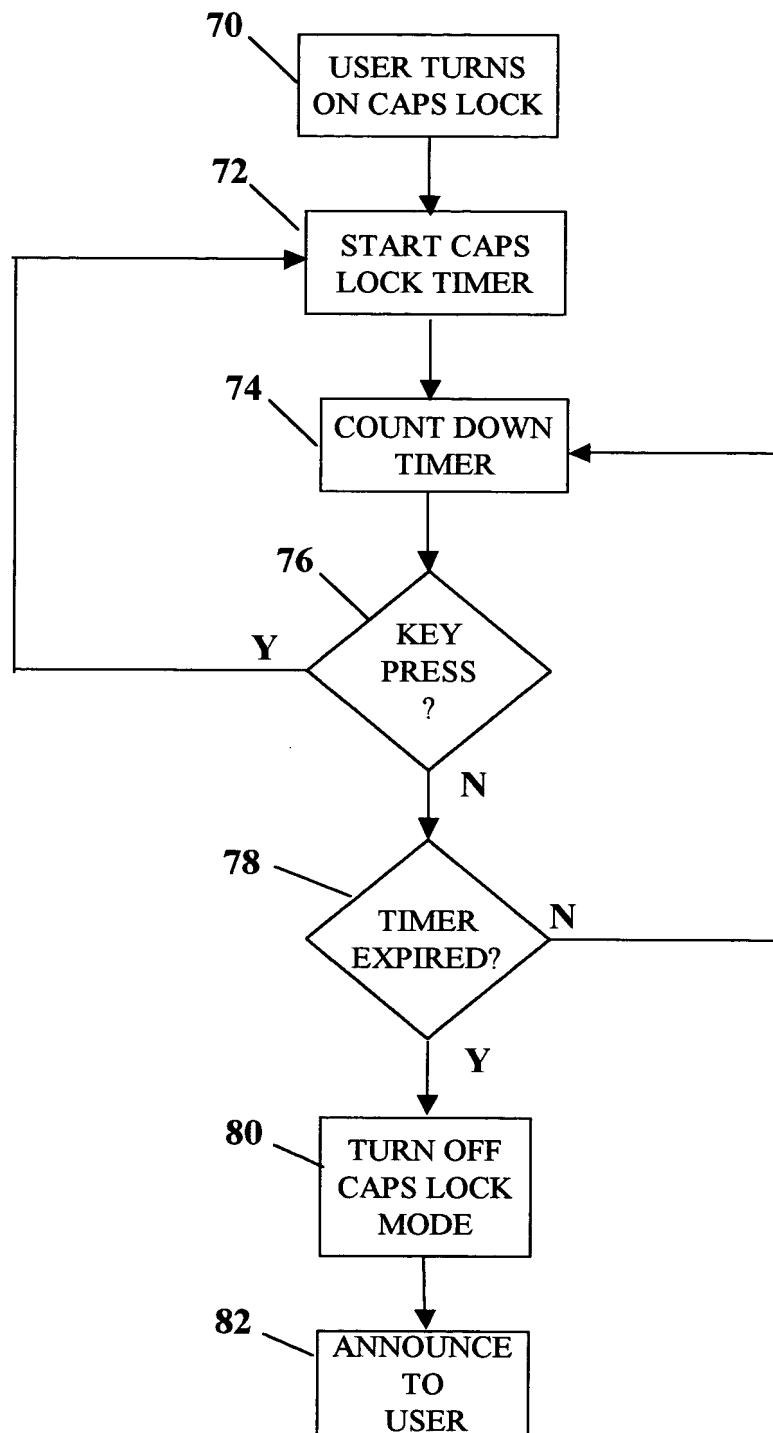 70
USER TURNS
ON CAPS LOCK
72
START CAPS
LOCK TIMER
74
COUNT DOWN
TIMER
76
KEY
PRESS
?
Y
N
78
TIMER
EXPIRED?
N
Y
80
TURN OFF
CAPS LOCK
MODE
82
ANNOUNCE
TO
USER